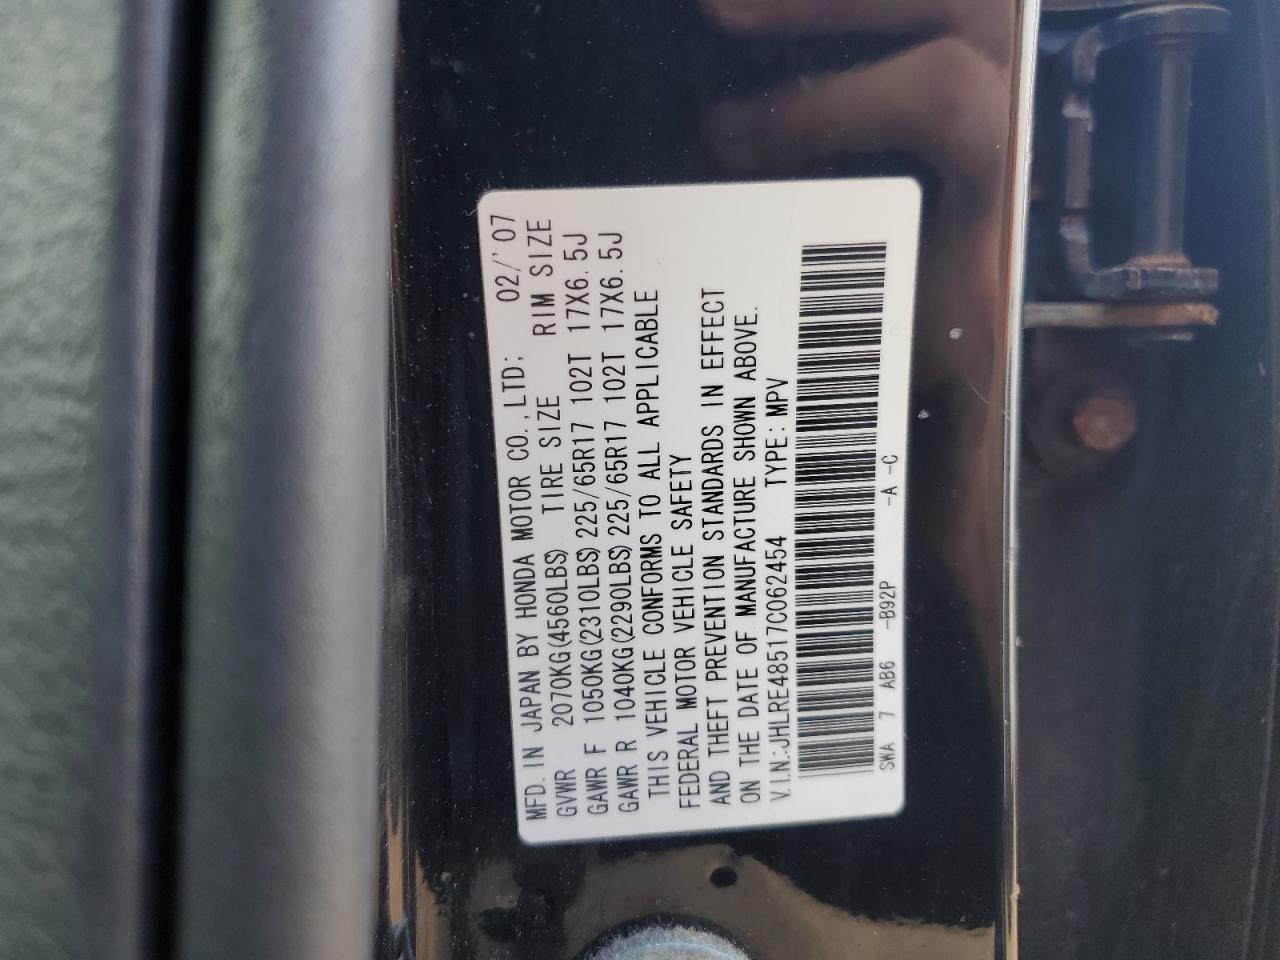 MFD. IN JAPAN BY HONDA MOTOR CO., LTD: 02/'07
GVWR 2070KG(4560LBS) TIRE SIZE RIM SIZE
GAWR F 1050KG(2310LBS) 225/65R17 102T 17X6.5J
GAWR R 1040KG(2290LBS) 225/65R17 102T 17X6.5J
THIS VEHICLE CONFORMS TO ALL APPLICABLE
FEDERAL MOTOR VEHICLE SAFETY
AND THEFT PREVENTION STANDARDS IN EFFECT
ON THE DATE OF MANUFACTURE SHOWN ABOVE.
V.I.N.:JHLRE48517C062454 TYPE: MPV
SWA 7 AB6 -B92P -A -C